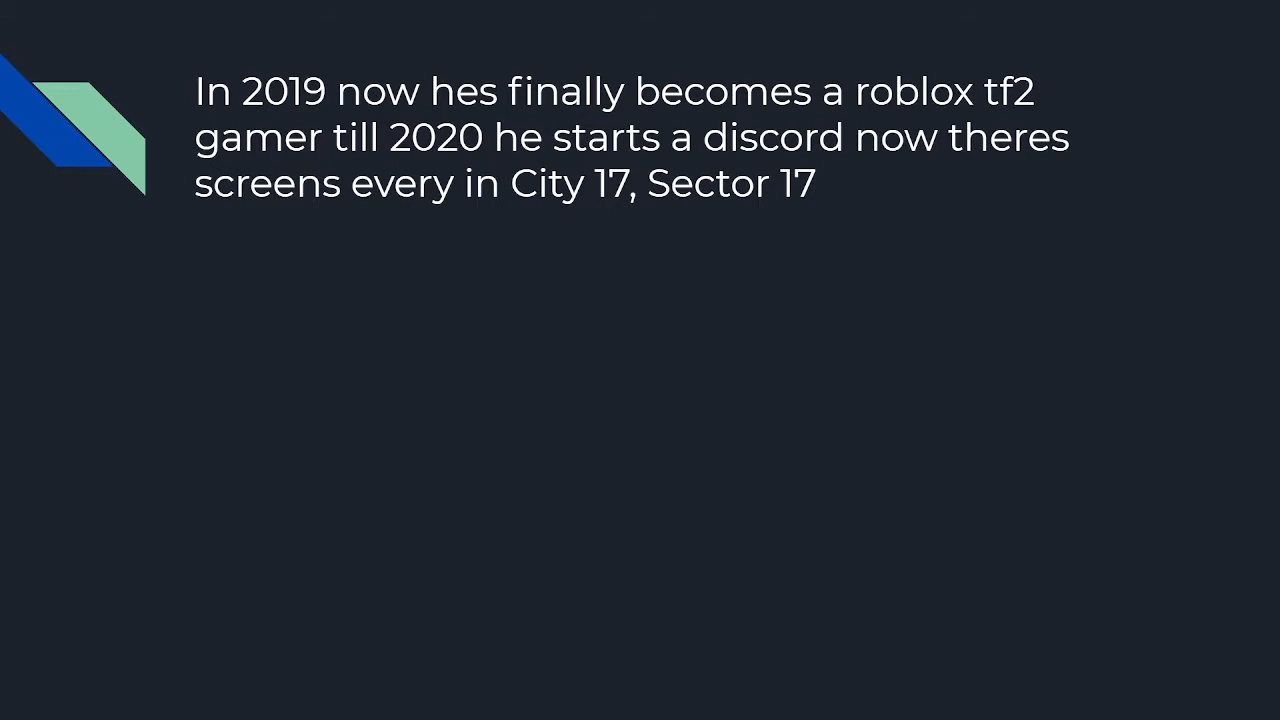 In 2019 now hes finally becomes a roblox tf2
gamer till 2020 he starts a discord now theres
screens every in City 17, Sector 17